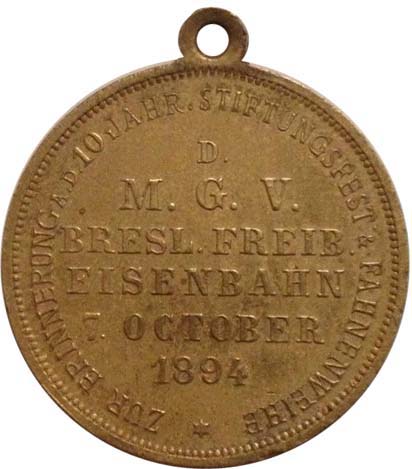 ZUR ERINNERUNG A. D. 10 JÄHR. STIFTUNGSFEST & FAHNENWEIHE
D.
M. G. V.
BRESL. FREIB.
EISENBAHN
7. OCTOBER
1894